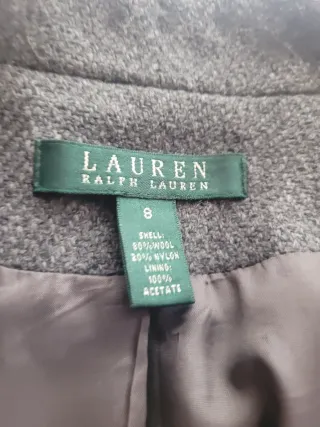 LAUREN
RALPH LAUREN
8
SHELL:
80% WOOL
20% NYLON
LINING:
100%
ACETATE